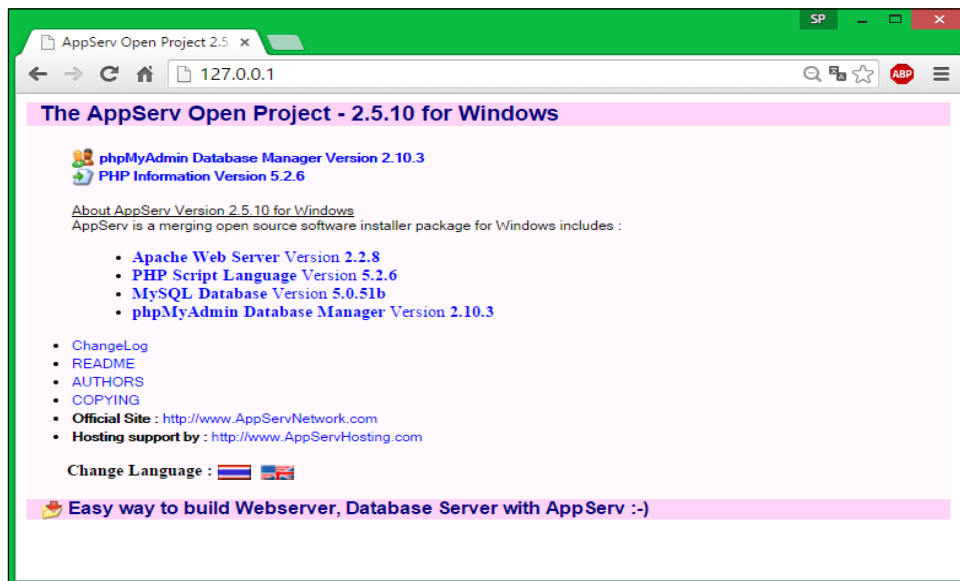 SP
AppServ Open Project 2.5
127.0.0.1
ABP
The AppServ Open Project - 2.5.10 for Windows
phpMyAdmin Database Manager Version 2.10.3
PHP Information Version 5.2.6
About AppServ Version 2.5.10 for Windows
AppServ is a merging open source software installer package for Windows includes :
• Apache Web Server Version 2.2.8
• PHP Script Language Version 5.2.6
• MySQL Database Version 5.0.51b
• phpMyAdmin Database Manager Version 2.10.3
• ChangeLog
• README
• AUTHORS
• COPYING
• Official Site : http://www.AppServNetwork.com
• Hosting support by : http://www.AppServHosting.com
Change Language :
Easy way to build Webserver, Database Server with AppServ :-)